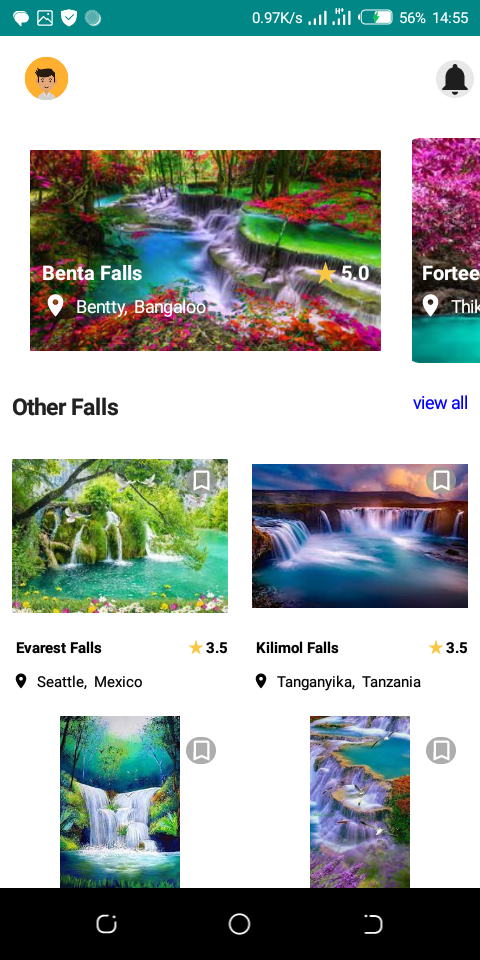 0.97K/s H+ 56% 14:55
Benta Falls 5.0
Bentty, Bangaloo
Fortee
Thik
Other Falls view all
Evarest Falls 3.5
Seattle, Mexico
Kilimol Falls 3.5
Tanganyika, Tanzania